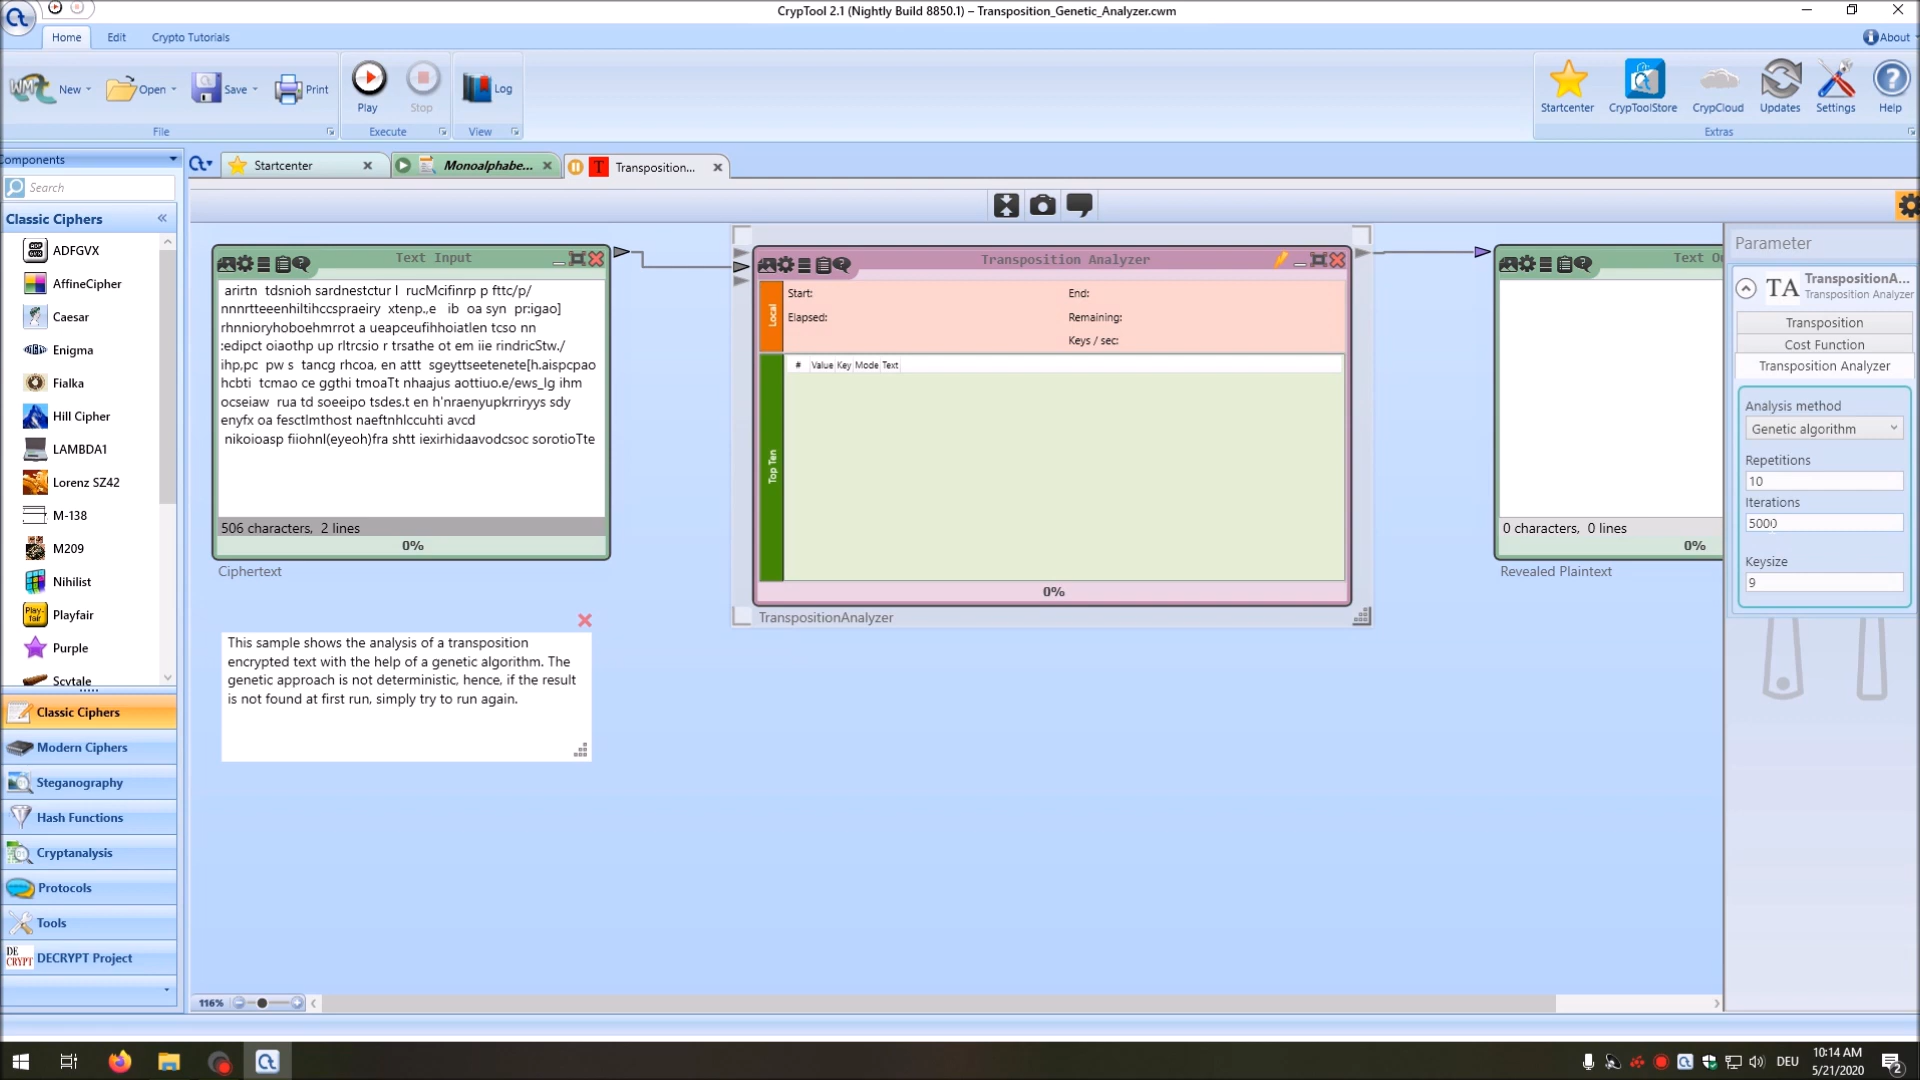 CrypTool 2.1 (Nightly Build 8850.1) – Transposition_Genetic_Analyzer.cwm
Home Edit Crypto Tutorials
About
New Open Save Print
Play Stop
Log
Startcenter CrypToolStore CrypCloud Updates Settings Help
File Execute View Extras
Components
Startcenter Monoalphabe... Transposition...
Search
Classic Ciphers
ADFGVX
AffineCipher
Caesar
Enigma
Fialka
Hill Cipher
LAMBDA1
Lorenz SZ42
M-138
M209
Nihilist
Playfair
Purple
Scytale
Classic Ciphers
Modern Ciphers
Steganography
Hash Functions
Cryptanalysis
Protocols
Tools
DECRYPT Project
Text Input
arirtn  tdsnioh sardnestctur l  rucMcifinrp p fttc/p/
nnnrtteeenhiltihccspraeiry  xtenp.,e   ib  oa syn  pr:igao]
rhnnioryhoboehmrrot a ueapceufihhoiatlen tcso nn
:edipct oiaothp up rltrcsio r trsathe ot em iie rindricStw./
ihp,pc  pw s  tancg rhcoa, en attt  sgeyttseetenete[h.aispcpao
hcbti  tcmao ce ggthi tmoaTt nhaajus aottiuo.e/ews_lg ihm
ocseiaw  rua td soeeipo tsdes.t en h'nraenyupkrriryys sdy
enyfx oa fesctlmthost naeftnhlccuhti avcd
nikoioasp fiiohnl(eyeoh)fra shtt iexirhidaavodcsoc sorotioTte
506 characters,  2 lines
0%
Ciphertext
This sample shows the analysis of a transposition
encrypted text with the help of a genetic algorithm. The
genetic approach is not deterministic, hence, if the result
is not found at first run, simply try to run again.
Transposition Analyzer
Local
Start: End:
Elapsed: Remaining:
Keys / sec:
Top Ten
# Value Key Mode Text
0%
TranspositionAnalyzer
Text O
0 characters,  0 lines
0%
Revealed Plaintext
Parameter
TA TranspositionA...
Transposition Analyzer
Transposition
Cost Function
Transposition Analyzer
Analysis method
Genetic algorithm
Repetitions
10
Iterations
5000
Keysize
9
116%
DEU
10:14 AM
5/21/2020
2